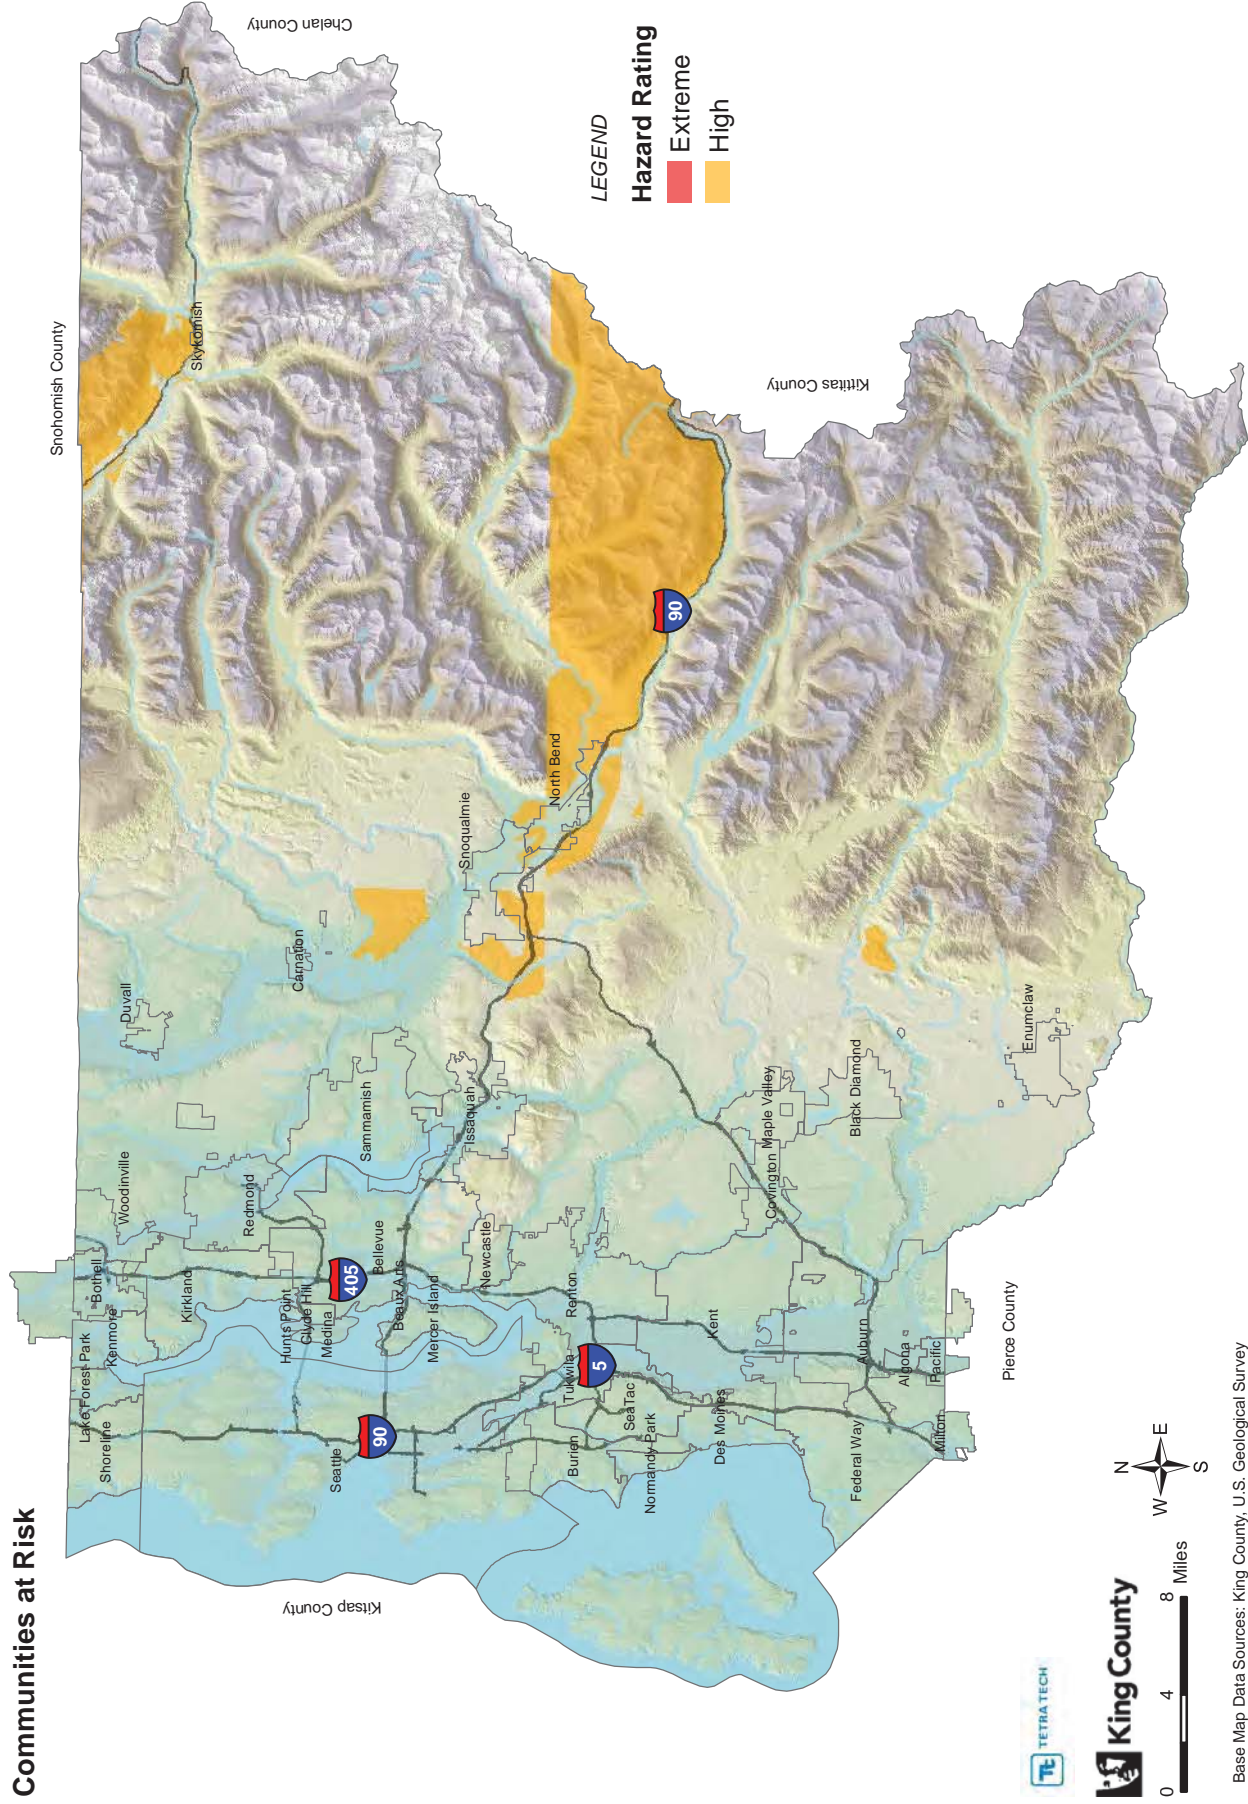 Communities at Risk
Snohomish County
Chelan County
Kittitas County
Pierce County
Kitsap County
LEGEND
Hazard Rating
Extreme
High
Skykomish
Duvall
Carnation
Snoqualmie
North Bend
Woodinville
Redmond
Sammamish
Issaquah
Bothell
Kenmore
Lake Forest Park
Shoreline
Kirkland
Hunts Point
Clyde Hill
Medina
Bellevue
Beaux Arts
Mercer Island
Newcastle
Seattle
Renton
Tukwila
Burien
SeaTac
Normandy Park
Des Moines
Kent
Covington
Maple Valley
Black Diamond
Enumclaw
Auburn
Algona
Pacific
Federal Way
Milton
405
90
5
90
N
W
E
S
TETRA TECH
King County
0
4
8
Miles
Base Map Data Sources: King County, U.S. Geological Survey